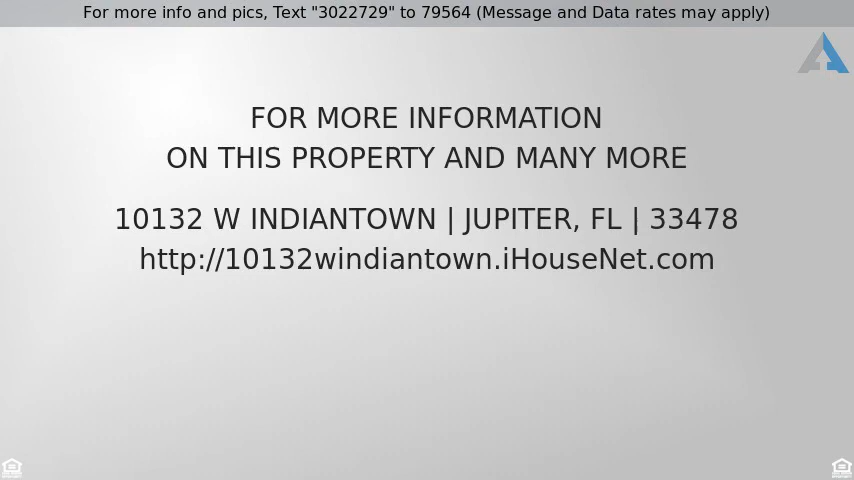 For more info and pics, Text "3022729" to 79564 (Message and Data rates may apply)
FOR MORE INFORMATION
ON THIS PROPERTY AND MANY MORE
10132 W INDIANTOWN | JUPITER, FL | 33478
http://10132windiantown.iHouseNet.com